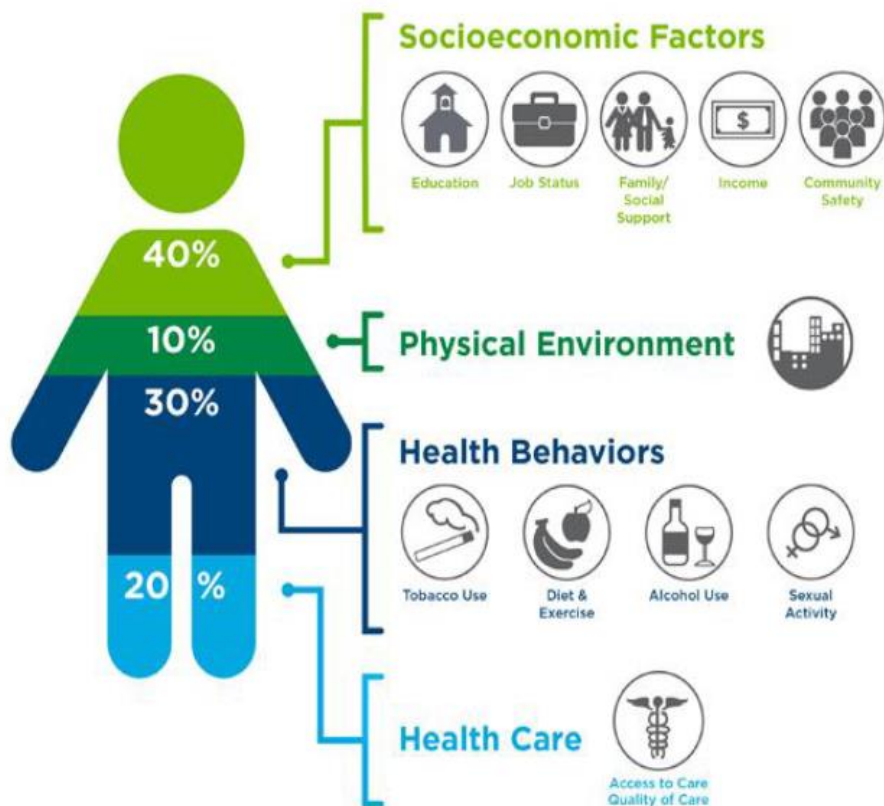 Socioeconomic Factors
$
Education
Job Status
Family/
Social
Support
Income
Community
Safety
40%
10%
Physical Environment
30%
Health Behaviors
Tobacco Use
Diet &
Exercise
Alcohol Use
Sexual
Activity
20 %
Health Care
Access to Care
Quality of Care